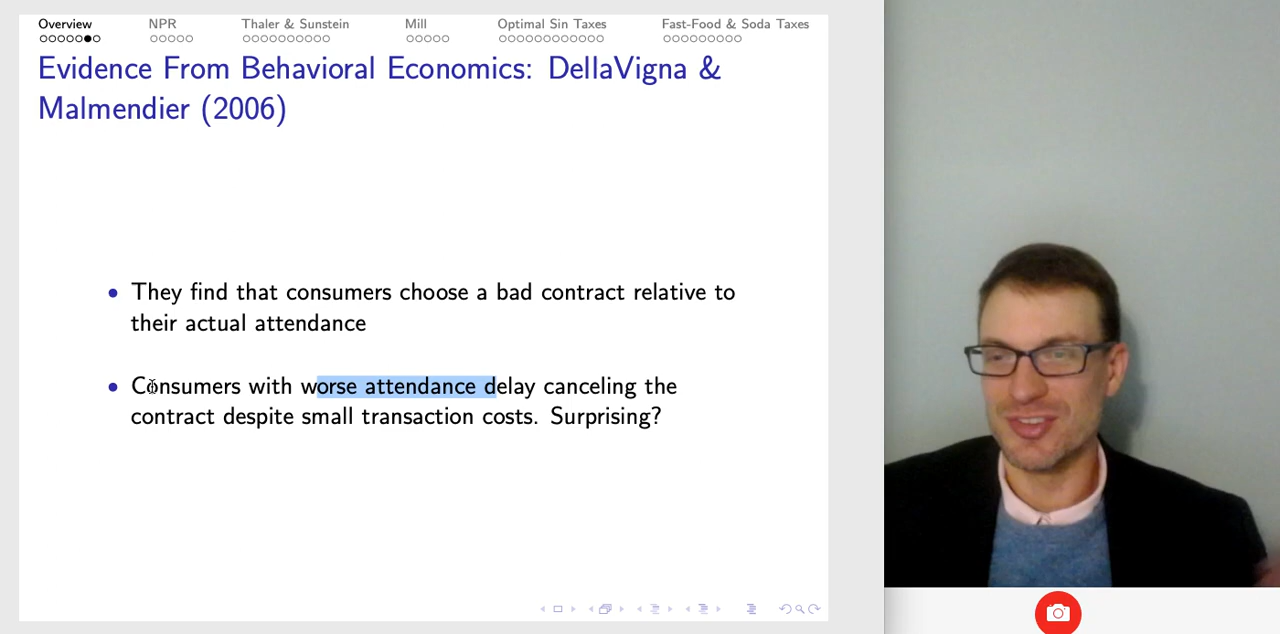 Overview NPR Thaler & Sunstein Mill Optimal Sin Taxes Fast-Food & Soda Taxes
Evidence From Behavioral Economics: DellaVigna &
Malmendier (2006)
• They find that consumers choose a bad contract relative to
their actual attendance
• Consumers with worse attendance delay canceling the
contract despite small transaction costs. Surprising?